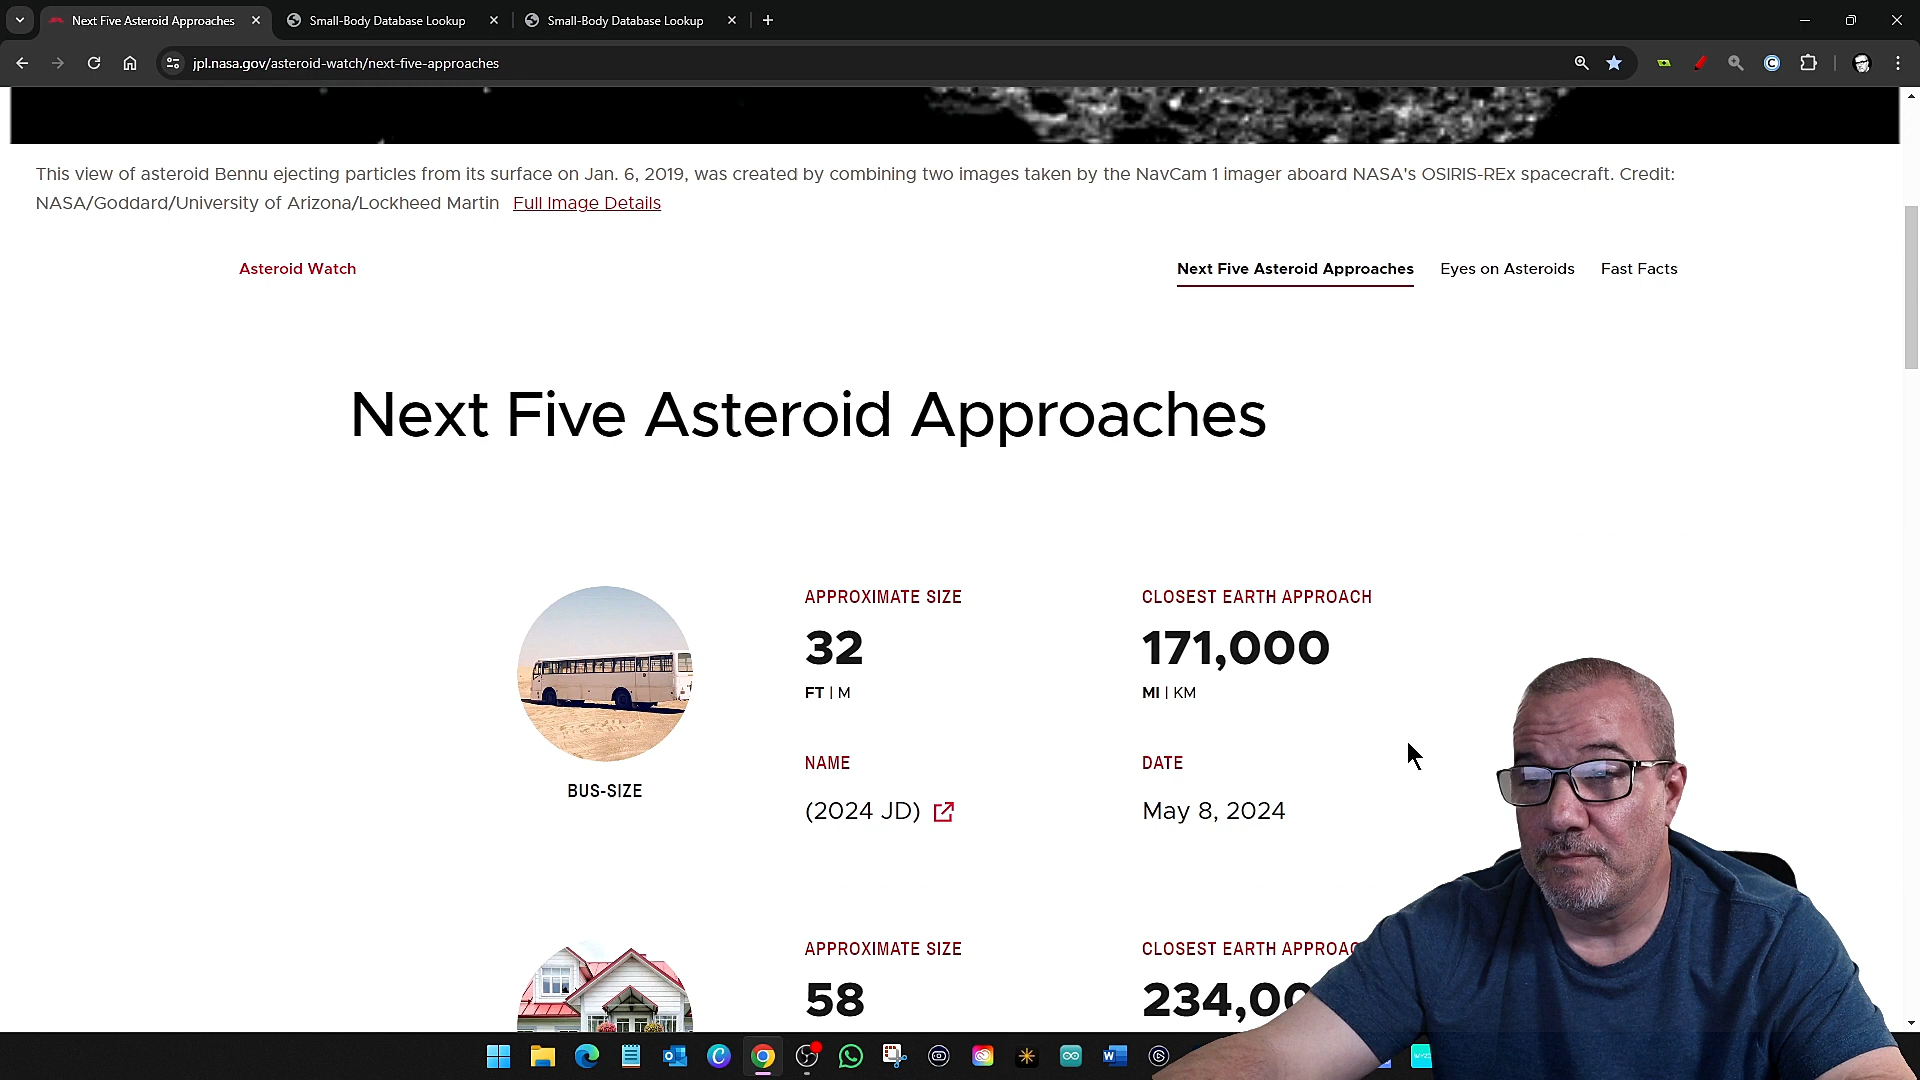 Next Five Asteroid Approaches
Small-Body Database Lookup
Small-Body Database Lookup
jpl.nasa.gov/asteroid-watch/next-five-approaches
This view of asteroid Bennu ejecting particles from its surface on Jan. 6, 2019, was created by combining two images taken by the NavCam 1 imager aboard NASA's OSIRIS-REx spacecraft. Credit:
NASA/Goddard/University of Arizona/Lockheed Martin Full Image Details
Asteroid Watch
Next Five Asteroid Approaches
Eyes on Asteroids
Fast Facts
Next Five Asteroid Approaches
APPROXIMATE SIZE
CLOSEST EARTH APPROACH
32
171,000
FT | M
MI | KM
NAME
DATE
BUS-SIZE
(2024 JD)
May 8, 2024
APPROXIMATE SIZE
CLOSEST EARTH APPROAC
58
234,00